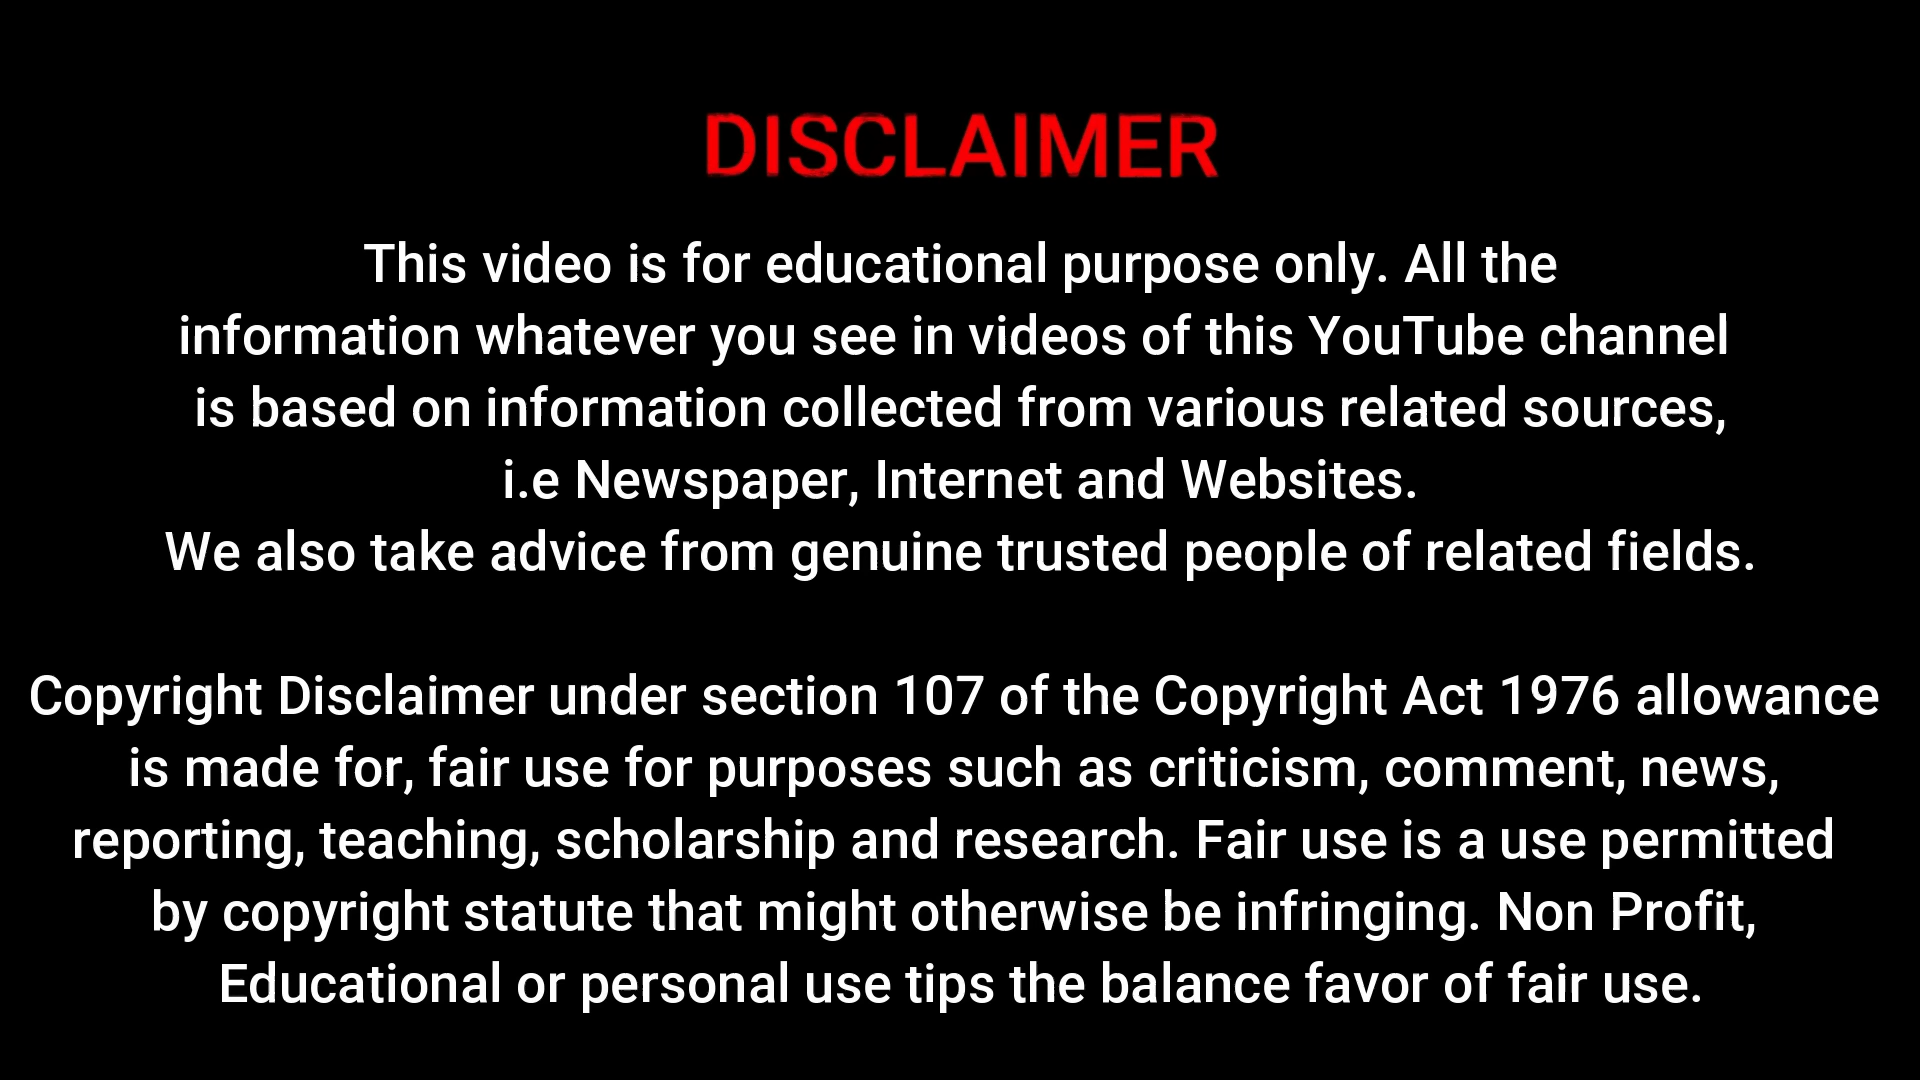 DISCLAIMER
This video is for educational purpose only. All the
information whatever you see in videos of this YouTube channel
is based on information collected from various related sources,
i.e Newspaper, Internet and Websites.
We also take advice from genuine trusted people of related fields.
Copyright Disclaimer under section 107 of the Copyright Act 1976 allowance
is made for, fair use for purposes such as criticism, comment, news,
reporting, teaching, scholarship and research. Fair use is a use permitted
by copyright statute that might otherwise be infringing. Non Profit,
Educational or personal use tips the balance favor of fair use.